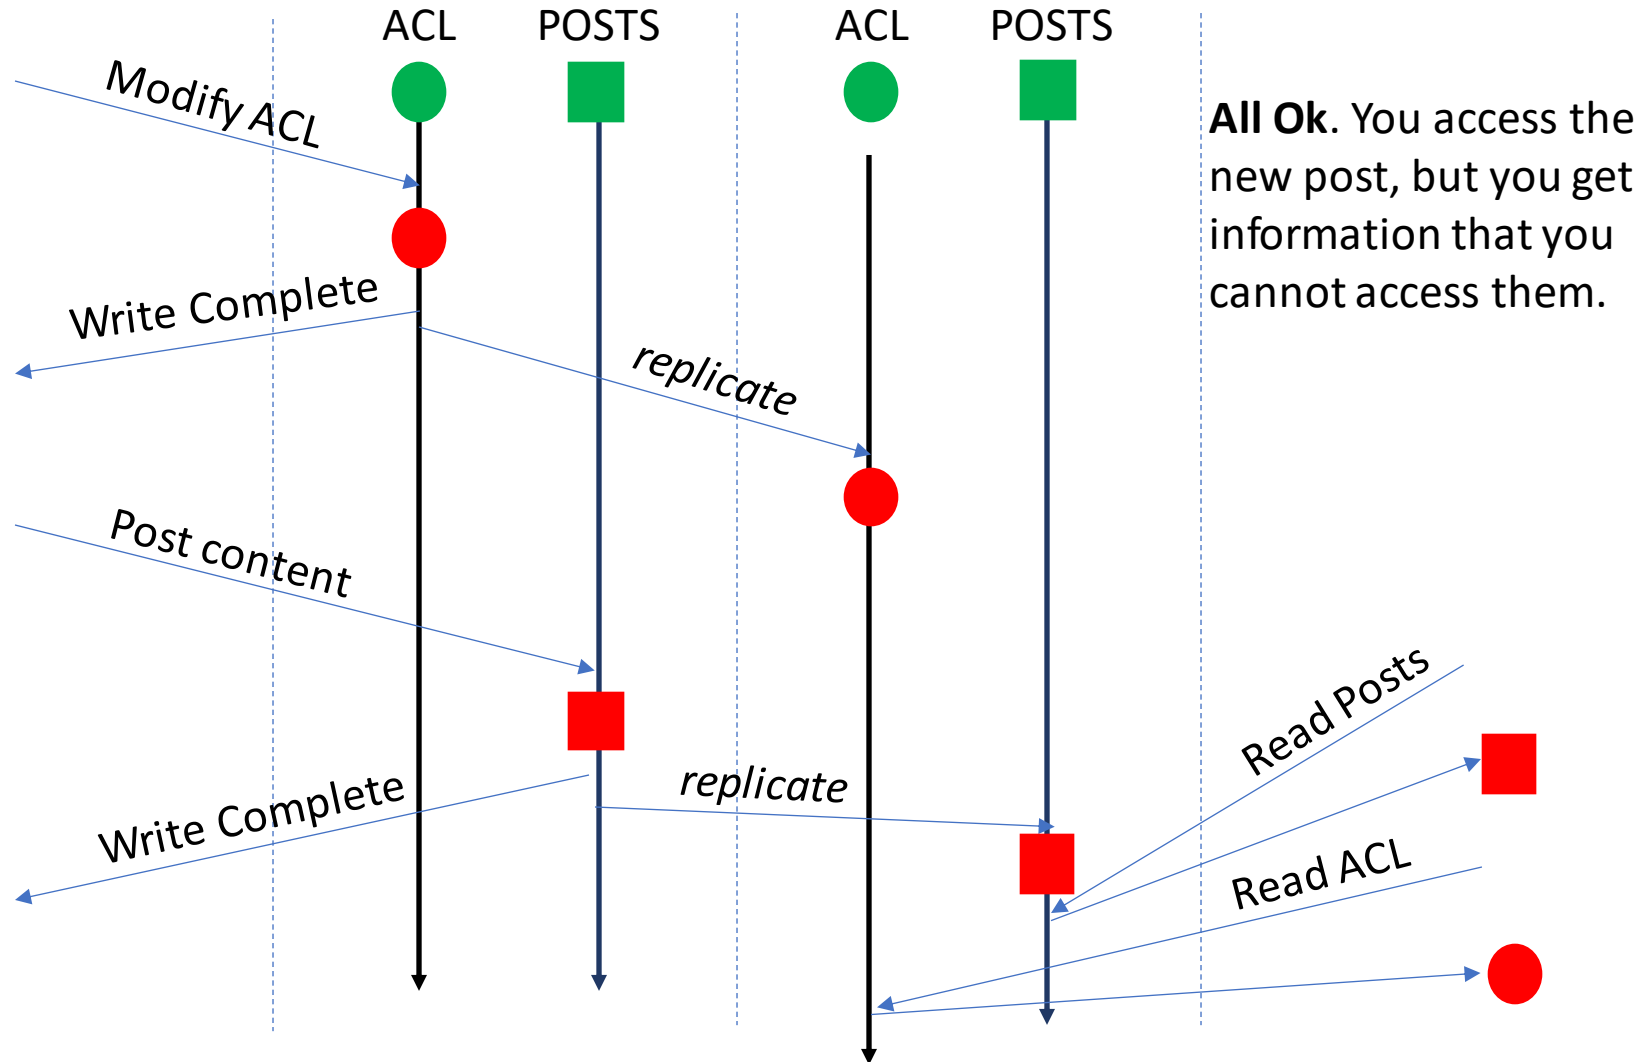 ACL
POSTS
ACL
POSTS
Modify ACL
All Ok. You access the
new post, but you get
information that you
cannot access them.
Write Complete
replicate
Post content
Read Posts
replicate
Write Complete
Read ACL